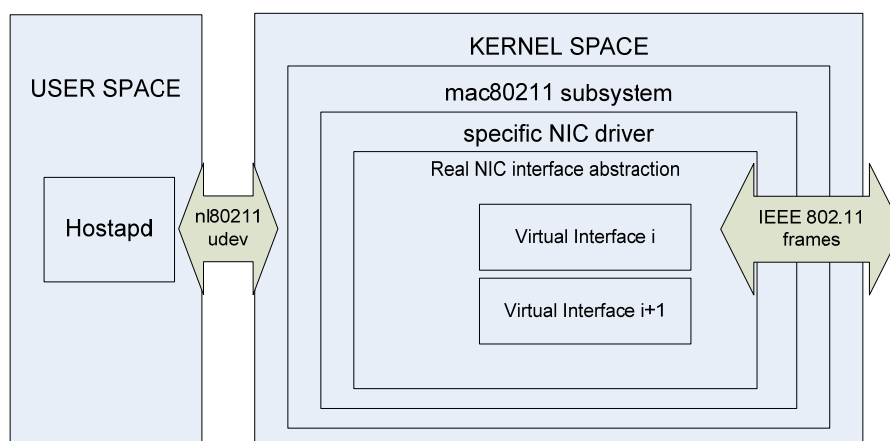 USER SPACE
Hostapd
nl80211
udev
KERNEL SPACE
mac80211 subsystem
specific NIC driver
Real NIC interface abstraction
Virtual Interface i
Virtual Interface i+1
IEEE 802.11
frames